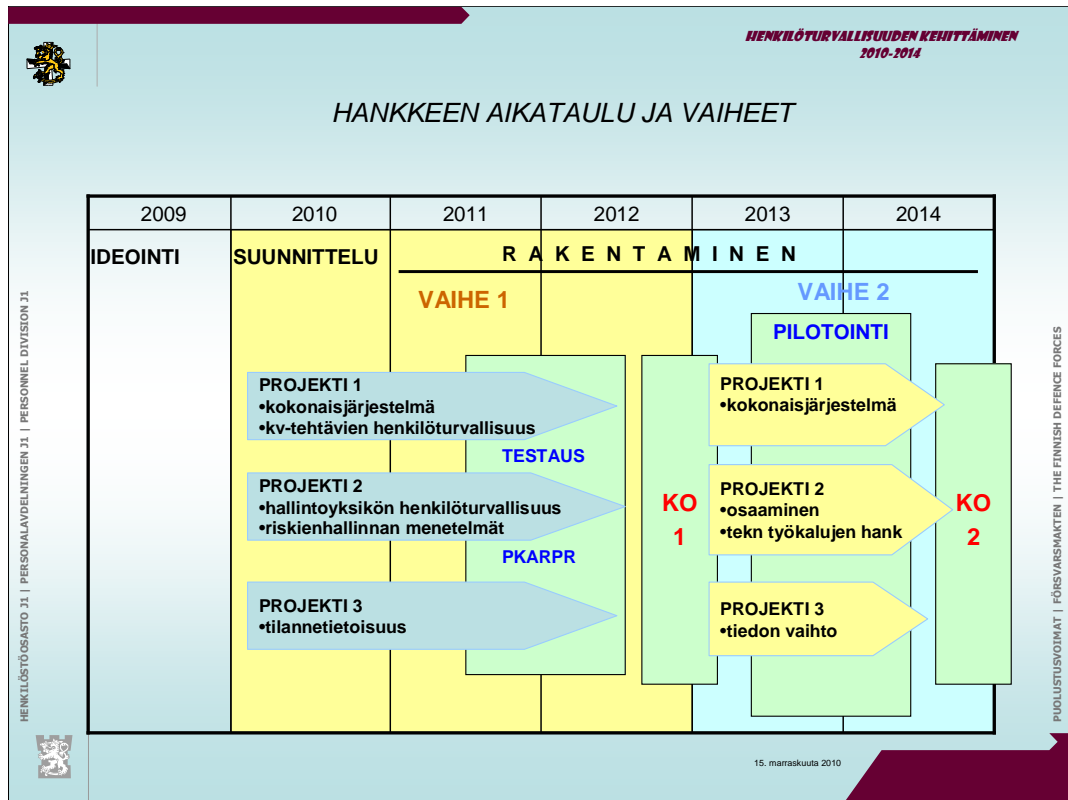 HENKILÖTURVALLISUUDEN KEHITTÄMINEN
2010-2014
HANKKEEN AIKATAULU JA VAIHEET
2009 2010 2011 2012 2013 2014
IDEOINTI SUUNNITTELU R A K E N T A M I N E N
VAIHE 1 VAIHE 2
PILOTOINTI
PROJEKTI 1
•kokonaisjärjestelmä
•kv-tehtävien henkilöturvallisuus
TESTAUS
PROJEKTI 2
•hallintoyksikön henkilöturvallisuus
•riskienhallinnan menetelmät
PKARPR
PROJEKTI 3
•tilannetietoisuus
KO
1
PROJEKTI 1
•kokonaisjärjestelmä
PROJEKTI 2
•osaaminen
•tekn työkalujen hank
PROJEKTI 3
•tiedon vaihto
KO
2
HENKILÖSTÖOSASTO J1 | PERSONALAVDELNINGEN J1 | PERSONNEL DIVISION J1
PUOLUSTUSVOIMAT | FÖRSVARSMAKTEN | THE FINNISH DEFENCE FORCES
15. marraskuuta 2010